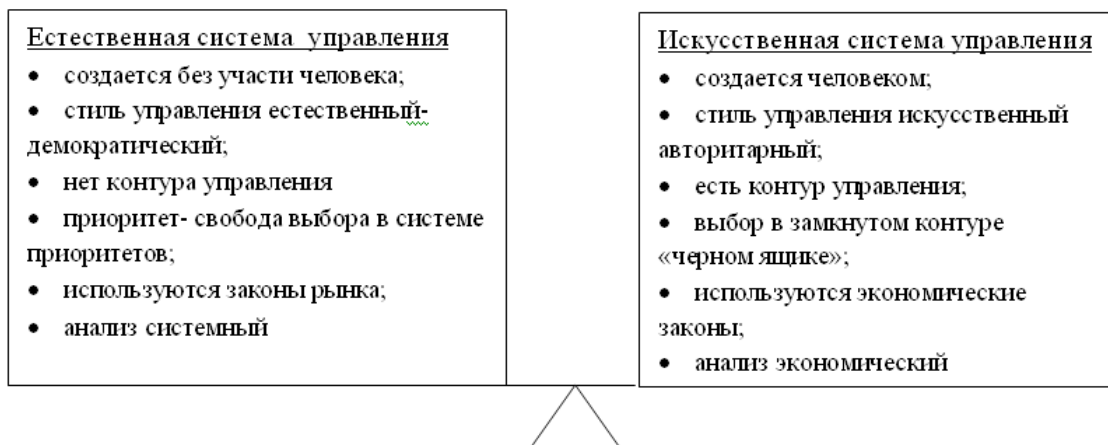 Естественная система управления
• создается без участи человека;
• стиль управления естественный-
демократический;
• нет контура управления
• приоритет- свобода выбора в системе
приоритетов;
• используются законы рынка;
• анализ системный
Искусственная система управления
• создается человеком;
• стиль управления искусственный
авторитарный;
• есть контур управления;
• выбор в замкнутом контуре
«черном ящике»;
• используются экономические
законы;
• анализ экономический